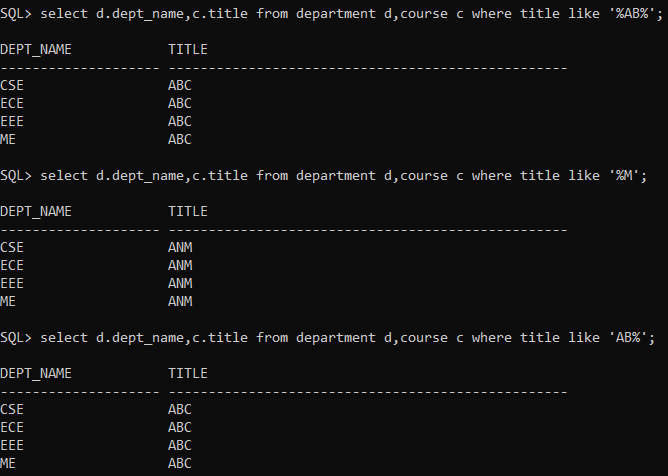 SQL> select d.dept_name,c.title from department d,course c where title like '%AB%';
DEPT_NAME            TITLE
-------------------- --------------------------------------------------
CSE                  ABC
ECE                  ABC
EEE                  ABC
ME                   ABC
SQL> select d.dept_name,c.title from department d,course c where title like '%M';
DEPT_NAME            TITLE
-------------------- --------------------------------------------------
CSE                  ANM
ECE                  ANM
EEE                  ANM
ME                   ANM
SQL> select d.dept_name,c.title from department d,course c where title like 'AB%';
DEPT_NAME            TITLE
-------------------- --------------------------------------------------
CSE                  ABC
ECE                  ABC
EEE                  ABC
ME                   ABC